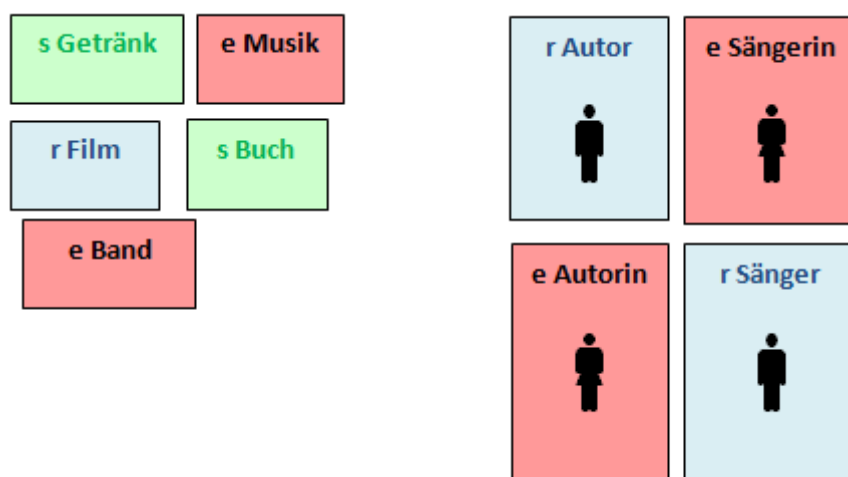 s Getränk
e Musik
r Film
s Buch
e Band
r Autor
e Sängerin
e Autorin
r Sänger